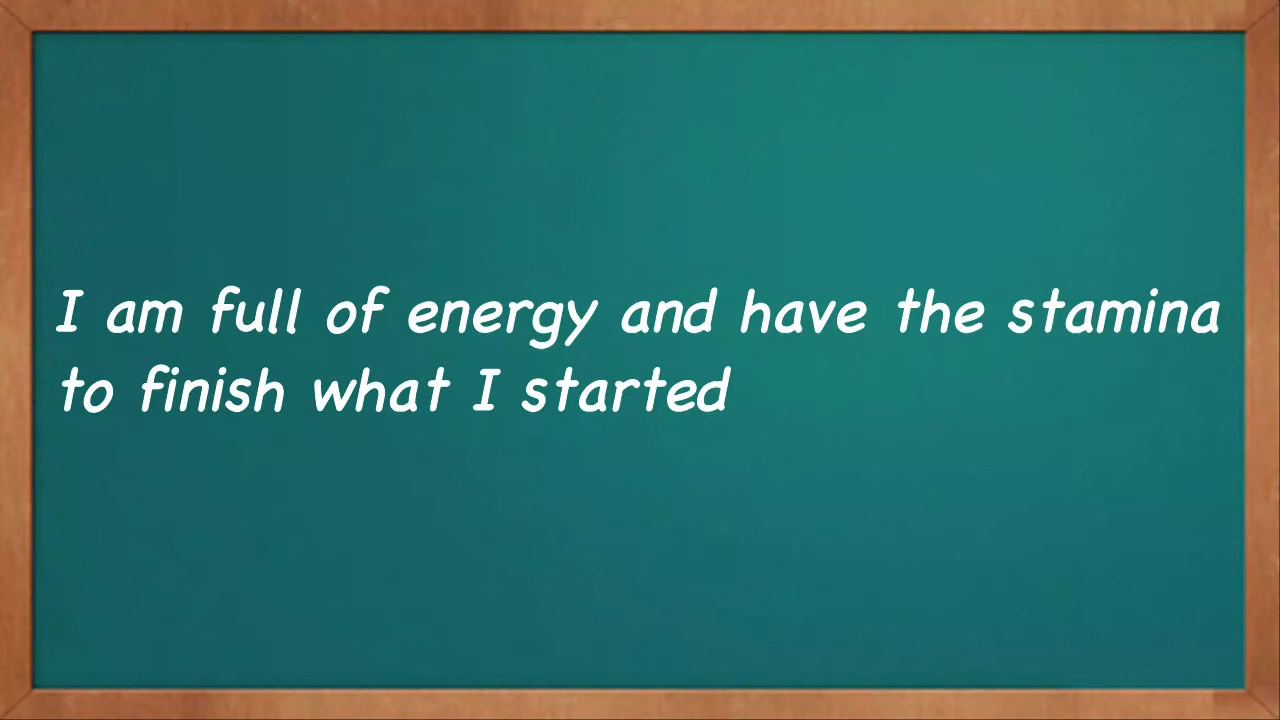 I am full of energy and have the stamina
to finish what I started